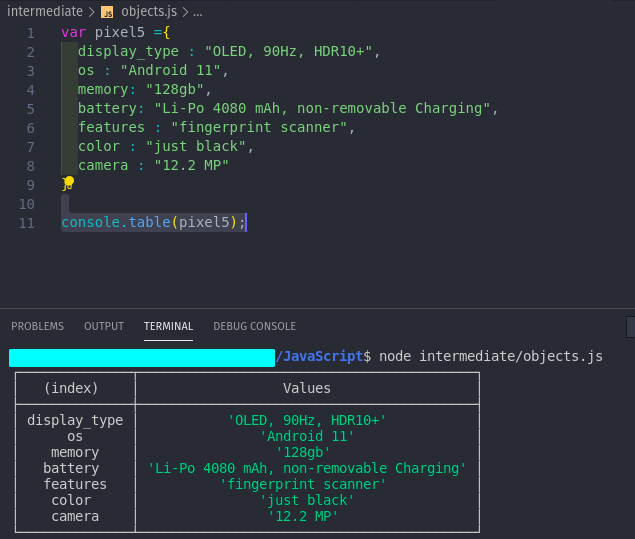 intermediate > JS objects.js > ...
1 var pixel5 ={
2 display_type : "OLED, 90Hz, HDR10+",
3 os : "Android 11",
4 memory: "128gb",
5 battery: "Li-Po 4080 mAh, non-removable Charging",
6 features : "fingerprint scanner",
7 color : "just black",
8 camera : "12.2 MP"
9 }
10
11 console.table(pixel5);
PROBLEMS OUTPUT TERMINAL DEBUG CONSOLE
/JavaScript$ node intermediate/objects.js
(index) Values
display_type 'OLED, 90Hz, HDR10+'
os 'Android 11'
memory '128gb'
battery 'Li-Po 4080 mAh, non-removable Charging'
features 'fingerprint scanner'
color 'just black'
camera '12.2 MP'